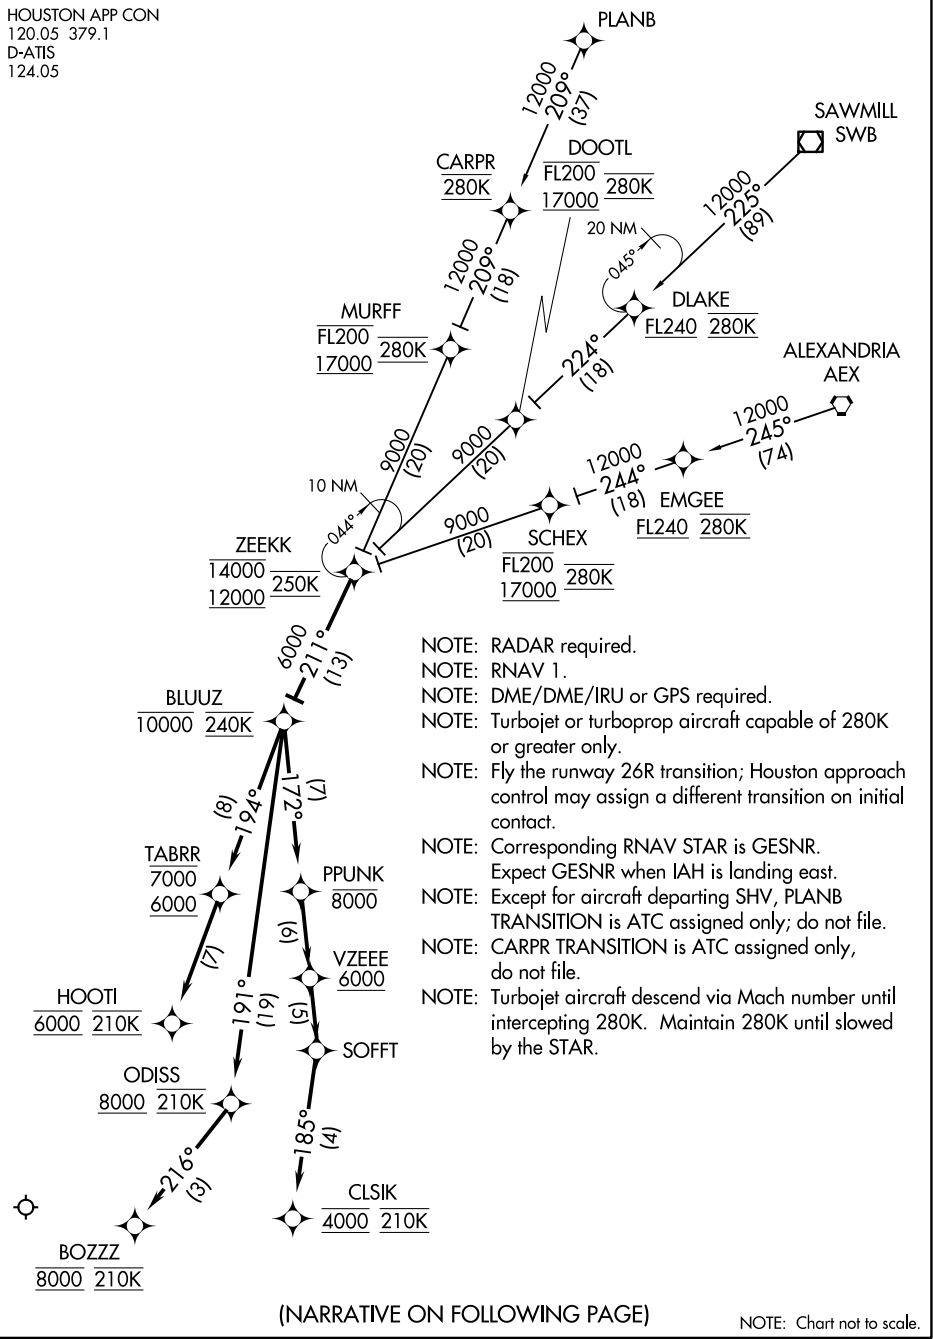 HOUSTON APP CON
120.05 379.1
D-ATIS
124.05
PLANB
12000
209°
(37)
SAWMILL
SWB
12000
225°
(89)
CARPR
280K
DOOTL
FL200
17000
280K
20 NM
045°
12000
209°
(18)
DLAKE
FL240 280K
MURFF
FL200
17000
280K
224°
(18)
ALEXANDRIA
AEX
12000
245°
(74)
9000
(20)
9000
(20)
12000
244°
(18)
EMGEE
FL240 280K
10 NM
044°
9000
(20)
SCHEX
FL200
17000
280K
ZEEKK
14000
12000
250K
6000
211°
(13)
BLUUZ
10000 240K
NOTE: RADAR required.
NOTE: RNAV 1.
NOTE: DME/DME/IRU or GPS required.
NOTE: Turbojet or turboprop aircraft capable of 280K
or greater only.
NOTE: Fly the runway 26R transition; Houston approach
control may assign a different transition on initial
contact.
NOTE: Corresponding RNAV STAR is GESNR.
Expect GESNR when IAH is landing east.
NOTE: Except for aircraft departing SHV, PLANB
TRANSITION is ATC assigned only; do not file.
NOTE: CARPR TRANSITION is ATC assigned only,
do not file.
NOTE: Turbojet aircraft descend via Mach number until
intercepting 280K. Maintain 280K until slowed
by the STAR.
(8)
194°
172°
(7)
TABRR
7000
6000
PPUNK
8000
(7)
(6)
VZEEE
6000
HOOTI
6000 210K
191°
(19)
(5)
SOFFT
ODISS
8000 210K
185°
(4)
216°
(3)
CLSIK
4000 210K
BOZZZ
8000 210K
(NARRATIVE ON FOLLOWING PAGE)
NOTE: Chart not to scale.